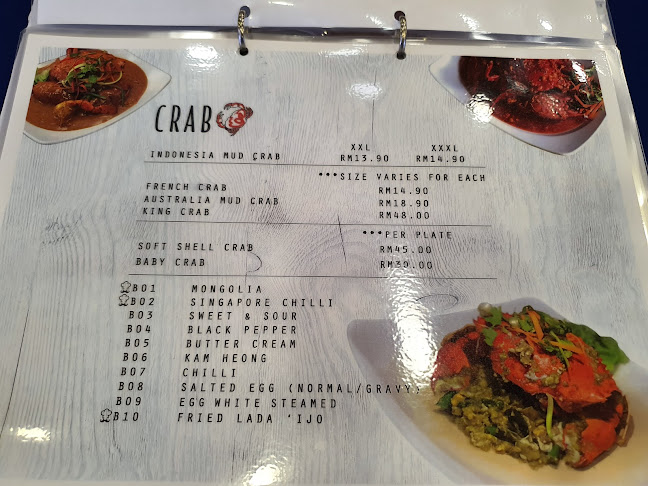 CRAB
XXL XXXL
INDONESIA MUD CRAB RM13.90 RM14.90
***SIZE VARIES FOR EACH
FRENCH CRAB RM14.90
AUSTRALIA MUD CRAB RM18.90
KING CRAB RM48.00
***PER PLATE
SOFT SHELL CRAB RM45.00
BABY CRAB RM30.00
B01 MONGOLIA
B02 SINGAPORE CHILLI
B03 SWEET & SOUR
B04 BLACK PEPPER
B05 BUTTER CREAM
B06 KAM HEONG
B07 CHILLI
B08 SALTED EGG (NORMAL/GRAVY)
B09 EGG WHITE STEAMED
B10 FRIED LADA 'IJO